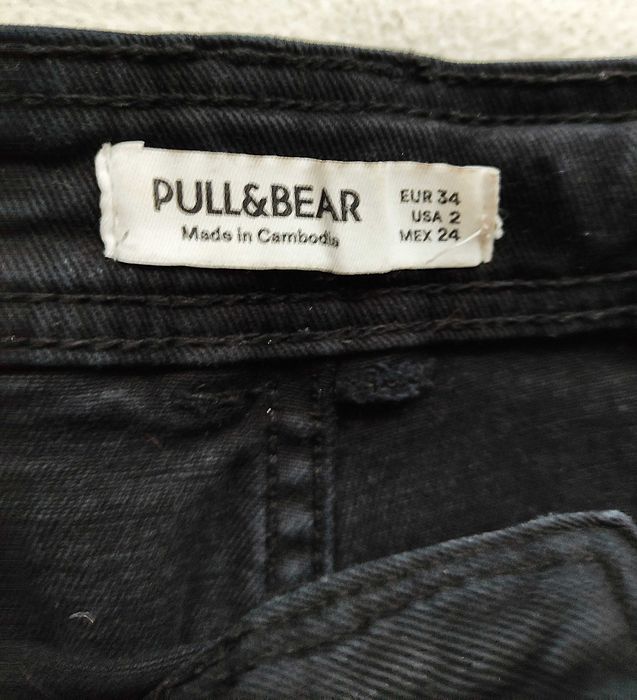 PULL&BEAR
Made in Cambodia
EUR 34
USA 2
MEX 24